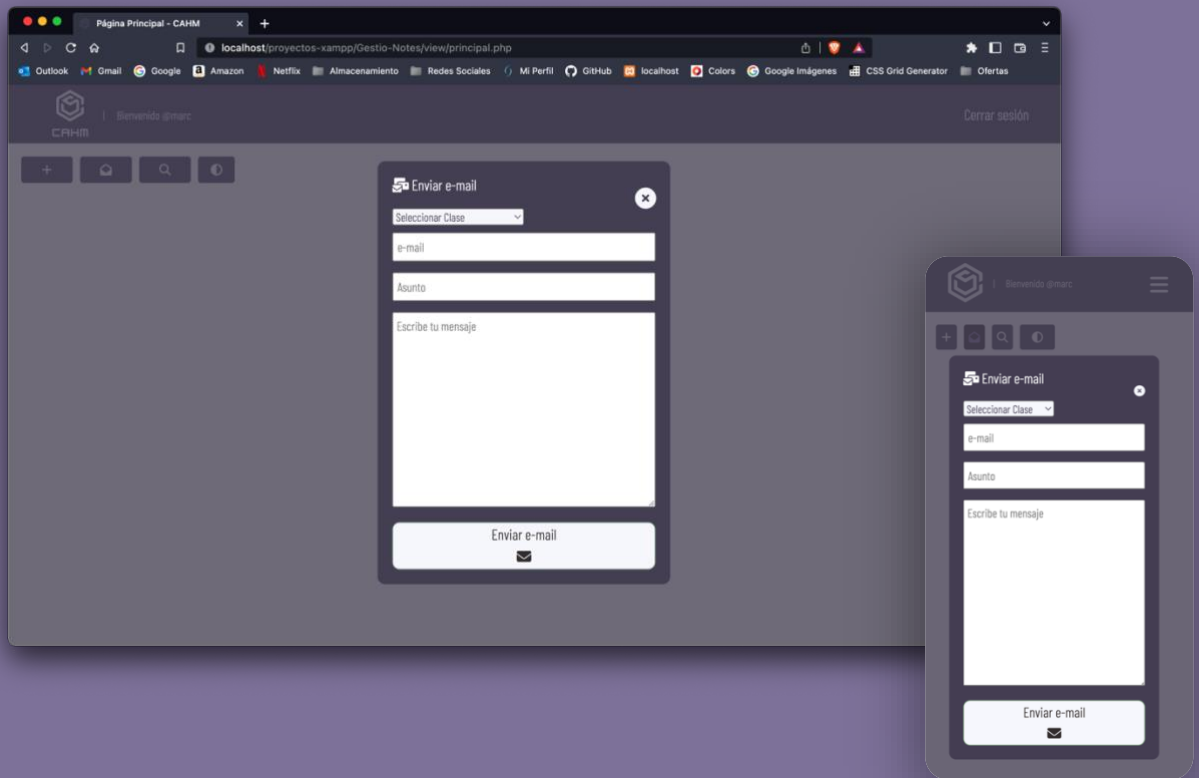 Página Principal - CAHM
localhost/proyectos-xampp/Gestio-Notes/view/principal.php
Outlook Gmail Google Amazon Netflix Almacenamiento Redes Sociales Mi Perfil GitHub localhost Colors Google Imágenes CSS Grid Generator Ofertas
CAHM | Bienvenido @marc Cerrar sesión
Enviar e-mail
Seleccionar Clase
e-mail
Asunto
Escribe tu mensaje
Enviar e-mail
| Bienvenido @marc
Enviar e-mail
Seleccionar Clase
e-mail
Asunto
Escribe tu mensaje
Enviar e-mail